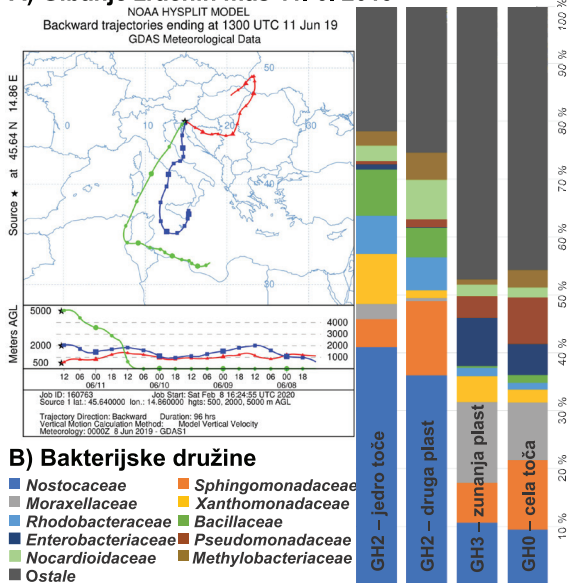 NOAA HYSPLIT MODEL
Backward trajectories ending at 1300 UTC 11 Jun 19
GDAS Meteorological Data
Source ★ at 45.64 N 14.86 E
50
0
10
20
30
40
30
Meters AGL
5000
2000
500
4000
3000
2000
1000
12 06 00 18 12 06 00 18 12 06 00 18 12 06 00 18
06/11 06/10 06/09 06/08
Job ID: 160763 Job Start: Sat Feb 8 16:24:55 UTC 2020
Source 1 lat.: 45.640000 lon.: 14.860000 hgts: 500, 2000, 5000 m AGL
Trajectory Direction: Backward Duration: 96 hrs
Vertical Motion Calculation Method: Model Vertical Velocity
Meteorology: 0000Z 8 Jun 2019 - GDAS1
B) Bakterijske družine
Nostocaceae Sphingomonadaceae
Moraxellaceae Xanthomonadaceae
Rhodobacteraceae Bacillaceae
Enterobacteriaceae Pseudomonadaceae
Nocardioidaceae Methylobacteriaceae
Ostale
GH2 – jedro toče
GH2 – druga plast
GH3 – zunanja plast
GH0 – cela toča
100 %
90 %
80 %
70 %
60 %
50 %
40 %
30 %
20 %
10 %